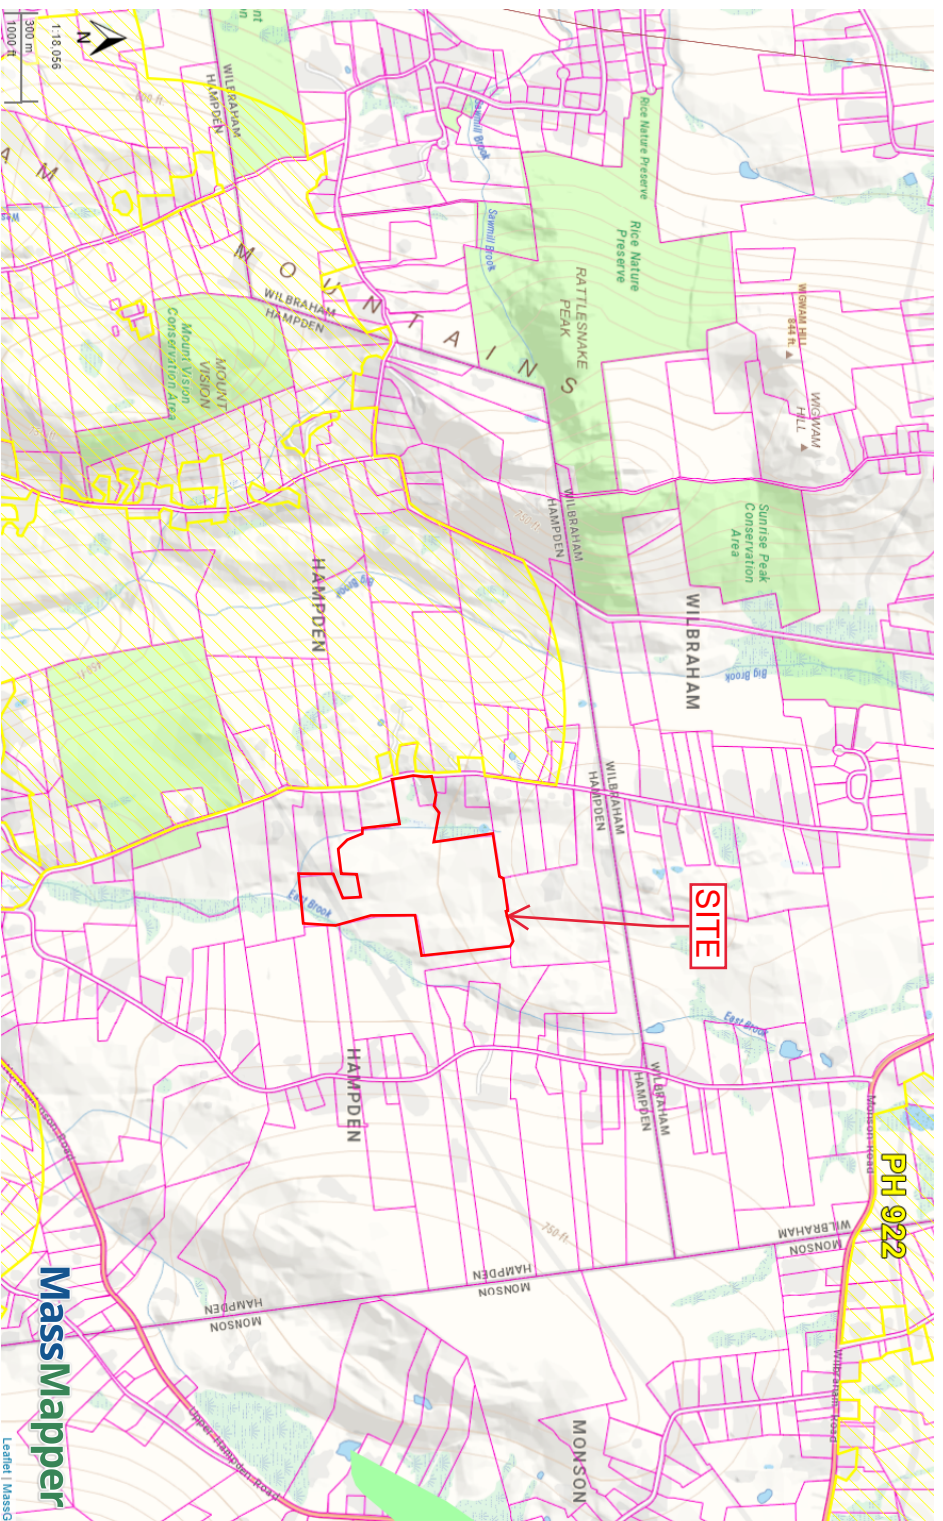 1:18,056
300 m
1000 ft
N
WILBRAHAM
HAMPDEN
Sawmill Brook
Sawmill Brook
Rice Nature Preserve
Rice Nature
Preserve
RATTLESNAKE
PEAK
WIGWAM HILL
844 ft
WIGWAM
HILL
MOUNTAINS
WILBRAHAM
HAMPDEN
MOUNT
VISION
Mount Vision
Conservation Area
WILBRAHAM
HAMPDEN
Sunrise Peak
Conservation
Area
750 ft
HAMPDEN
Big Brook
WILBRAHAM
Big Brook
WILBRAHAM
HAMPDEN
SITE
East Brook
East Brook
HAMPDEN
WILBRAHAM
HAMPDEN
Monson Road
PH 922
WILBRAHAM
MONSON
750 ft
HAMPDEN
MONSON
HAMPDEN
MONSON
Wilbraham Road
Upper Hampden Road
MONSON
MassMapper
Leaflet | MassG